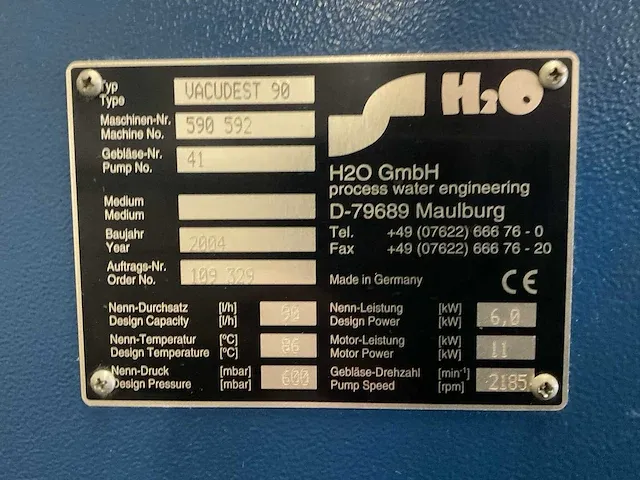 Typ
Type VACUDEST 90
Maschinen-Nr.
Machine No. 590 592
Gebläse-Nr.
Pump No. 41
Medium
Medium
Baujahr
Year 2004
Auftrags-Nr.
Order No. 109 329
H2O
H2O GmbH
process water engineering
D-79689 Maulburg
Tel. +49 (07622) 666 76 - 0
Fax +49 (07622) 666 76 - 20
Made in Germany CE
Nenn-Durchsatz [l/h]
Design Capacity [l/h] 90
Nenn-Temperatur [°C]
Design Temperature [°C] 86
Nenn-Druck [mbar]
Design Pressure [mbar] 600
Nenn-Leistung [kW]
Design Power [kW] 6,0
Motor-Leistung [kW]
Motor Power [kW] 11
Gebläse-Drehzahl [min⁻¹]
Pump Speed [rpm] 2185